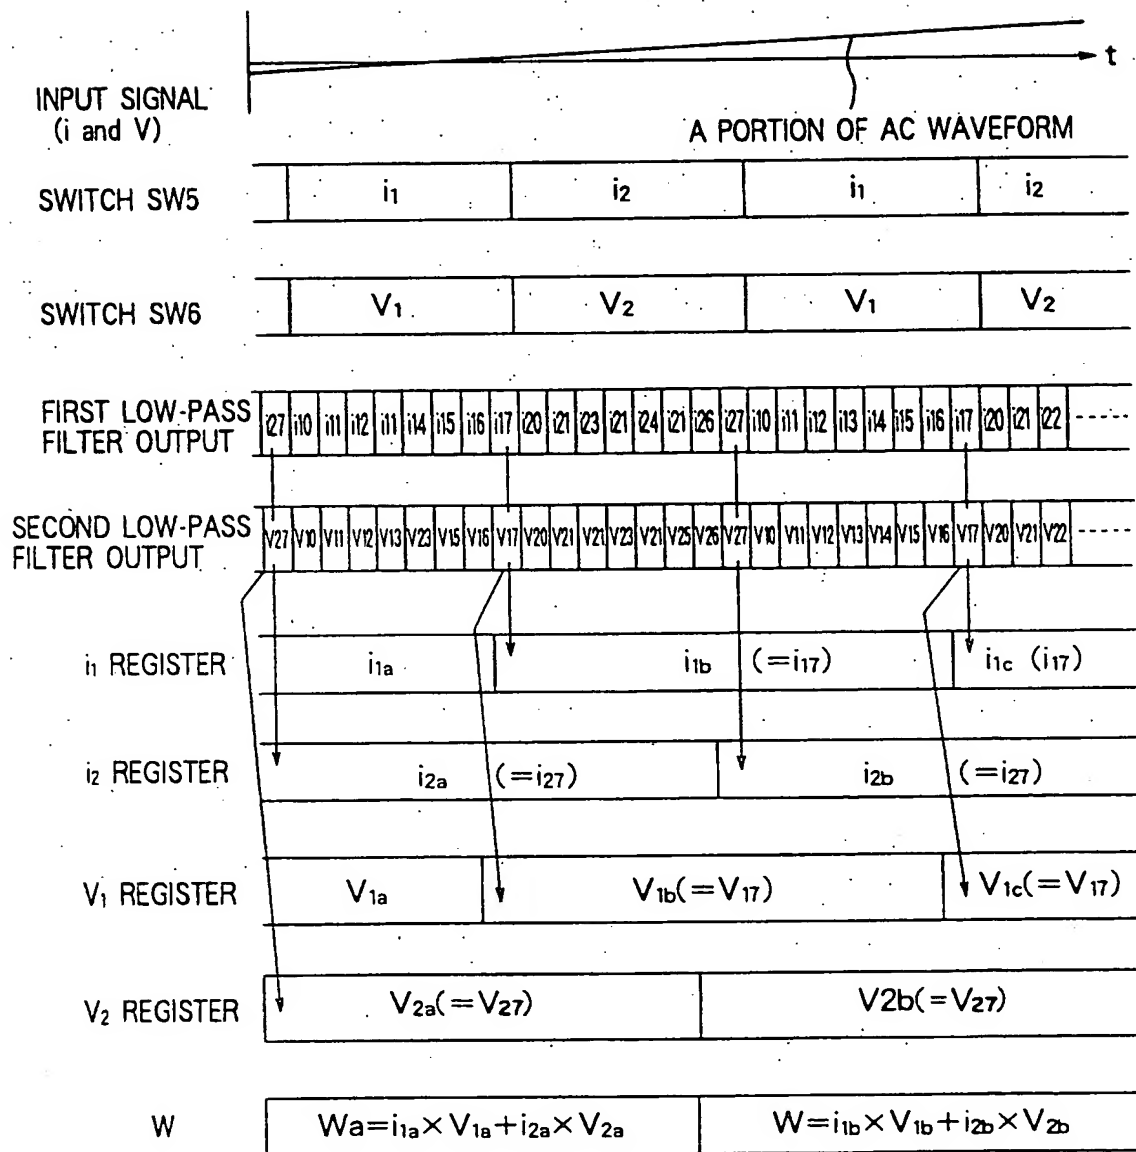 t
INPUT SIGNAL
(i and V)
A PORTION OF AC WAVEFORM
SWITCH SW5 i1 i2 i1 i2
SWITCH SW6 V1 V2 V1 V2
FIRST LOW-PASS
FILTER OUTPUT
i27 i10 i11 i12 i11 i14 i15 i16 i17 i20 i21 i23 i21 i24 i21 i26 i27 i10 i11 i12 i13 i14 i15 i16 i17 i20 i21 i22
SECOND LOW-PASS
FILTER OUTPUT
V27 V10 V11 V12 V13 V23 V15 V16 V17 V20 V21 V21 V23 V21 V25 V26 V27 V10 V11 V12 V13 V14 V15 V16 V17 V20 V21 V22
i1 REGISTER i1a i1b (=i17) i1c (i17)
i2 REGISTER i2a (=i27) i2b (=i27)
V1 REGISTER V1a V1b(=V17) V1c(=V17)
V2 REGISTER V2a(=V27) V2b(=V27)
W Wa=i1a×V1a+i2a×V2a W=i1b×V1b+i2b×V2b